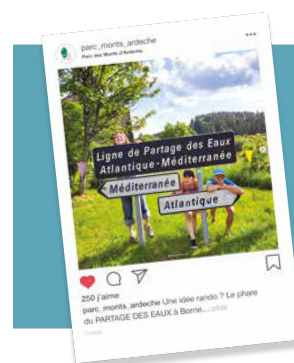 parc_monts_ardeche
Parc des Monts d'Ardèche
Ligne de Partage des Eaux
Atlantique-Méditerranée
Méditerranée
Atlantique
250 j'aime
parc_monts_ardeche Une idée rando ? Le phare
du PARTAGE DES EAUX à Borne....